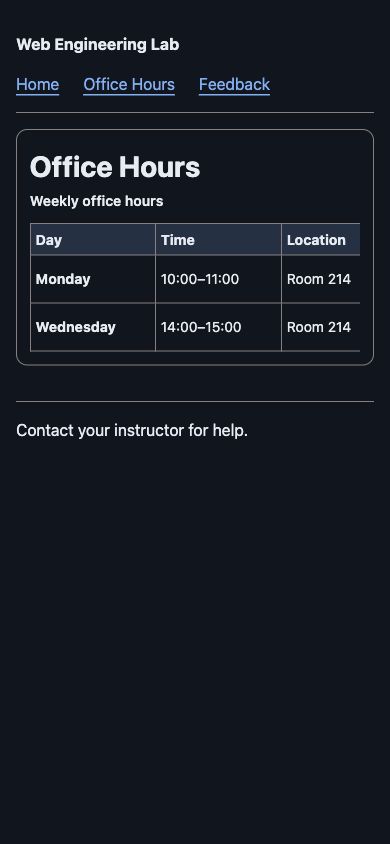 Web Engineering Lab
Home Office Hours Feedback
Office Hours
Weekly office hours
Day Time Location
Monday 10:00–11:00 Room 214
Wednesday 14:00–15:00 Room 214
Contact your instructor for help.